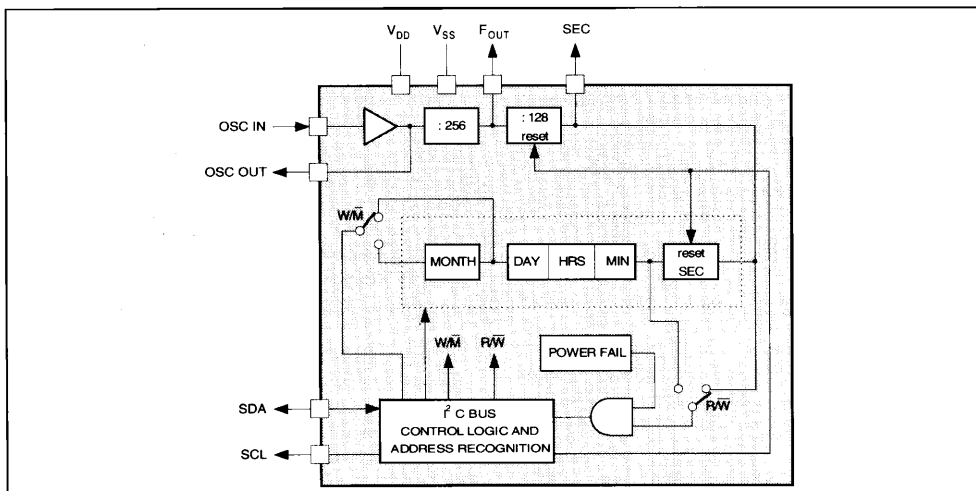 V_DD V_SS F_OUT SEC
OSC IN
: 256
: 128
reset
OSC OUT
W/M̅
MONTH
DAY HRS MIN
reset
SEC
W/M̅ R/W̅
POWER FAIL
R/W̅
SDA
I² C BUS
CONTROL LOGIC AND
ADDRESS RECOGNITION
SCL